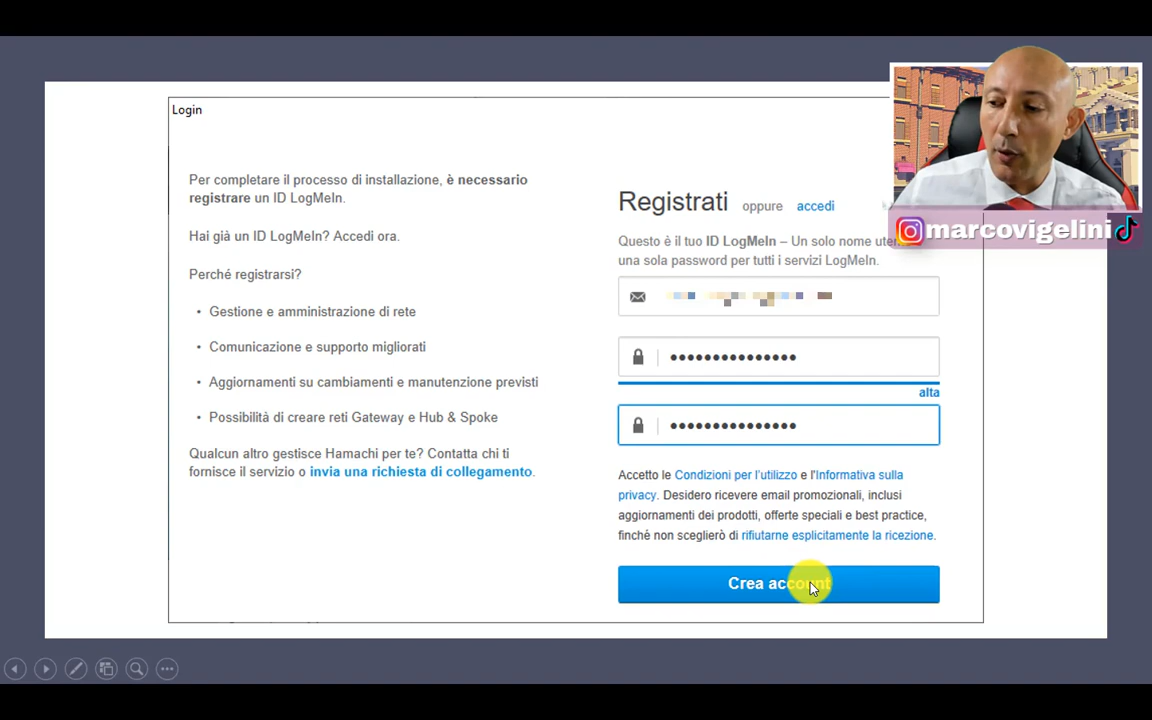 Login
Per completare il processo di installazione, è necessario
registrare un ID LogMeIn.
Hai già un ID LogMeIn? Accedi ora.
Perché registrarsi?
• Gestione e amministrazione di rete
• Comunicazione e supporto migliorati
• Aggiornamenti su cambiamenti e manutenzione previsti
• Possibilità di creare reti Gateway e Hub & Spoke
Qualcun altro gestisce Hamachi per te? Contatta chi ti
fornisce il servizio o invia una richiesta di collegamento.
Registrati oppure accedi
Questo è il tuo ID LogMeIn – Un solo nome
una sola password per tutti i servizi LogMeIn.
alta
Accetto le Condizioni per l'utilizzo e l'Informativa sulla
privacy. Desidero ricevere email promozionali, inclusi
aggiornamenti dei prodotti, offerte speciali e best practice,
finchè non sceglierò di rifiutarne esplicitamente la ricezione.
Crea account
marcovigelini